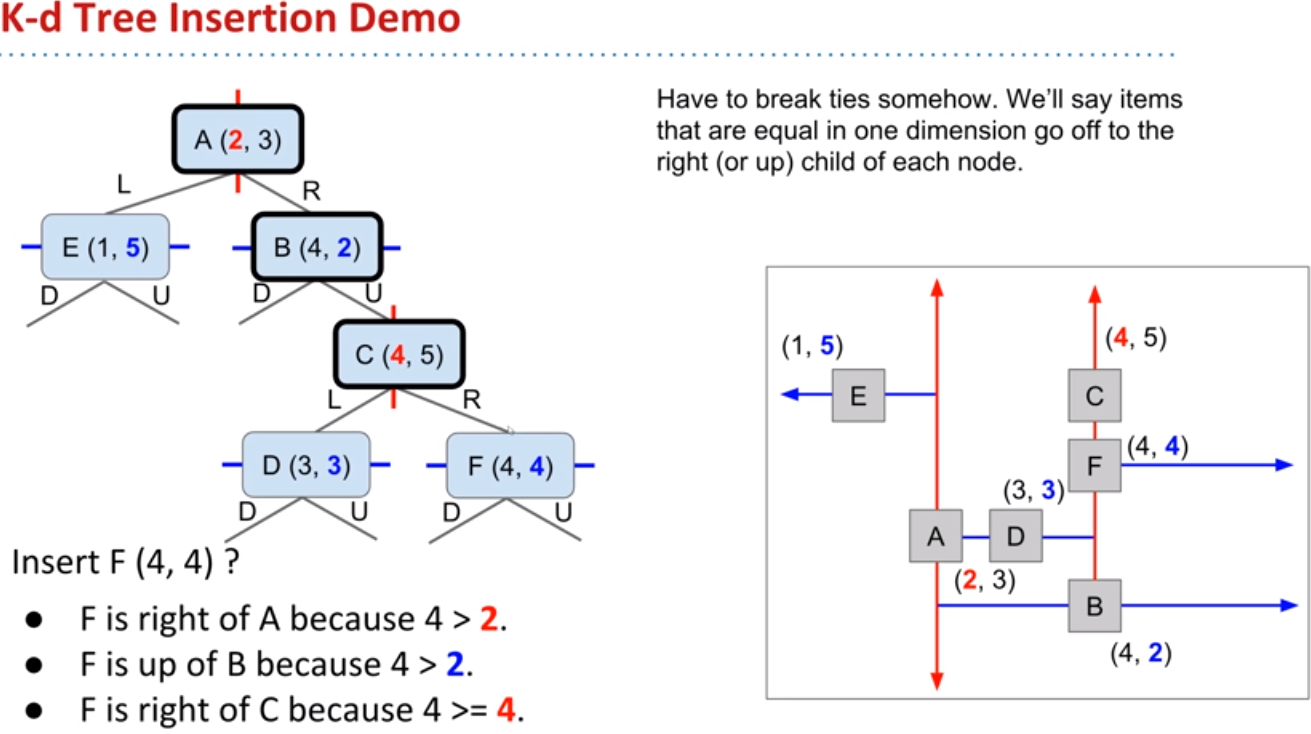 K-d Tree Insertion Demo
Have to break ties somehow. We'll say items
that are equal in one dimension go off to the
right (or up) child of each node.
A (2, 3)
L
R
E (1, 5)
B (4, 2)
D
U
D
U
C (4, 5)
L
R
D (3, 3)
F (4, 4)
D
U
D
U
Insert F (4, 4) ?
● F is right of A because 4 > 2.
● F is up of B because 4 > 2.
● F is right of C because 4 >= 4.
(1, 5)
(4, 5)
E
C
(4, 4)
F
(3, 3)
A
D
(2, 3)
B
(4, 2)